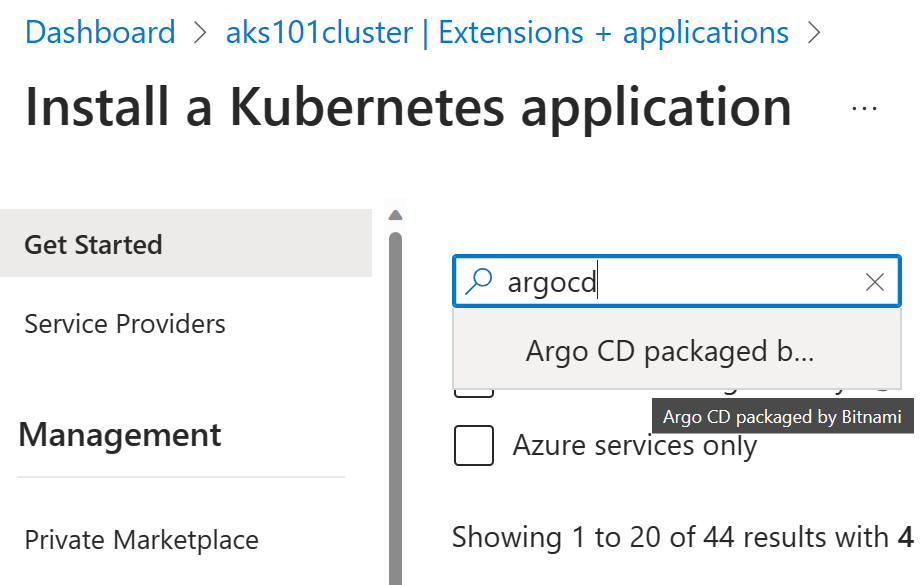 Dashboard > aks101cluster | Extensions + applications >
Install a Kubernetes application ...
Get Started
argocd
Service Providers
Argo CD packaged b...
Argo CD packaged by Bitnami
Management
Azure services only
Private Marketplace
Showing 1 to 20 of 44 results with 4